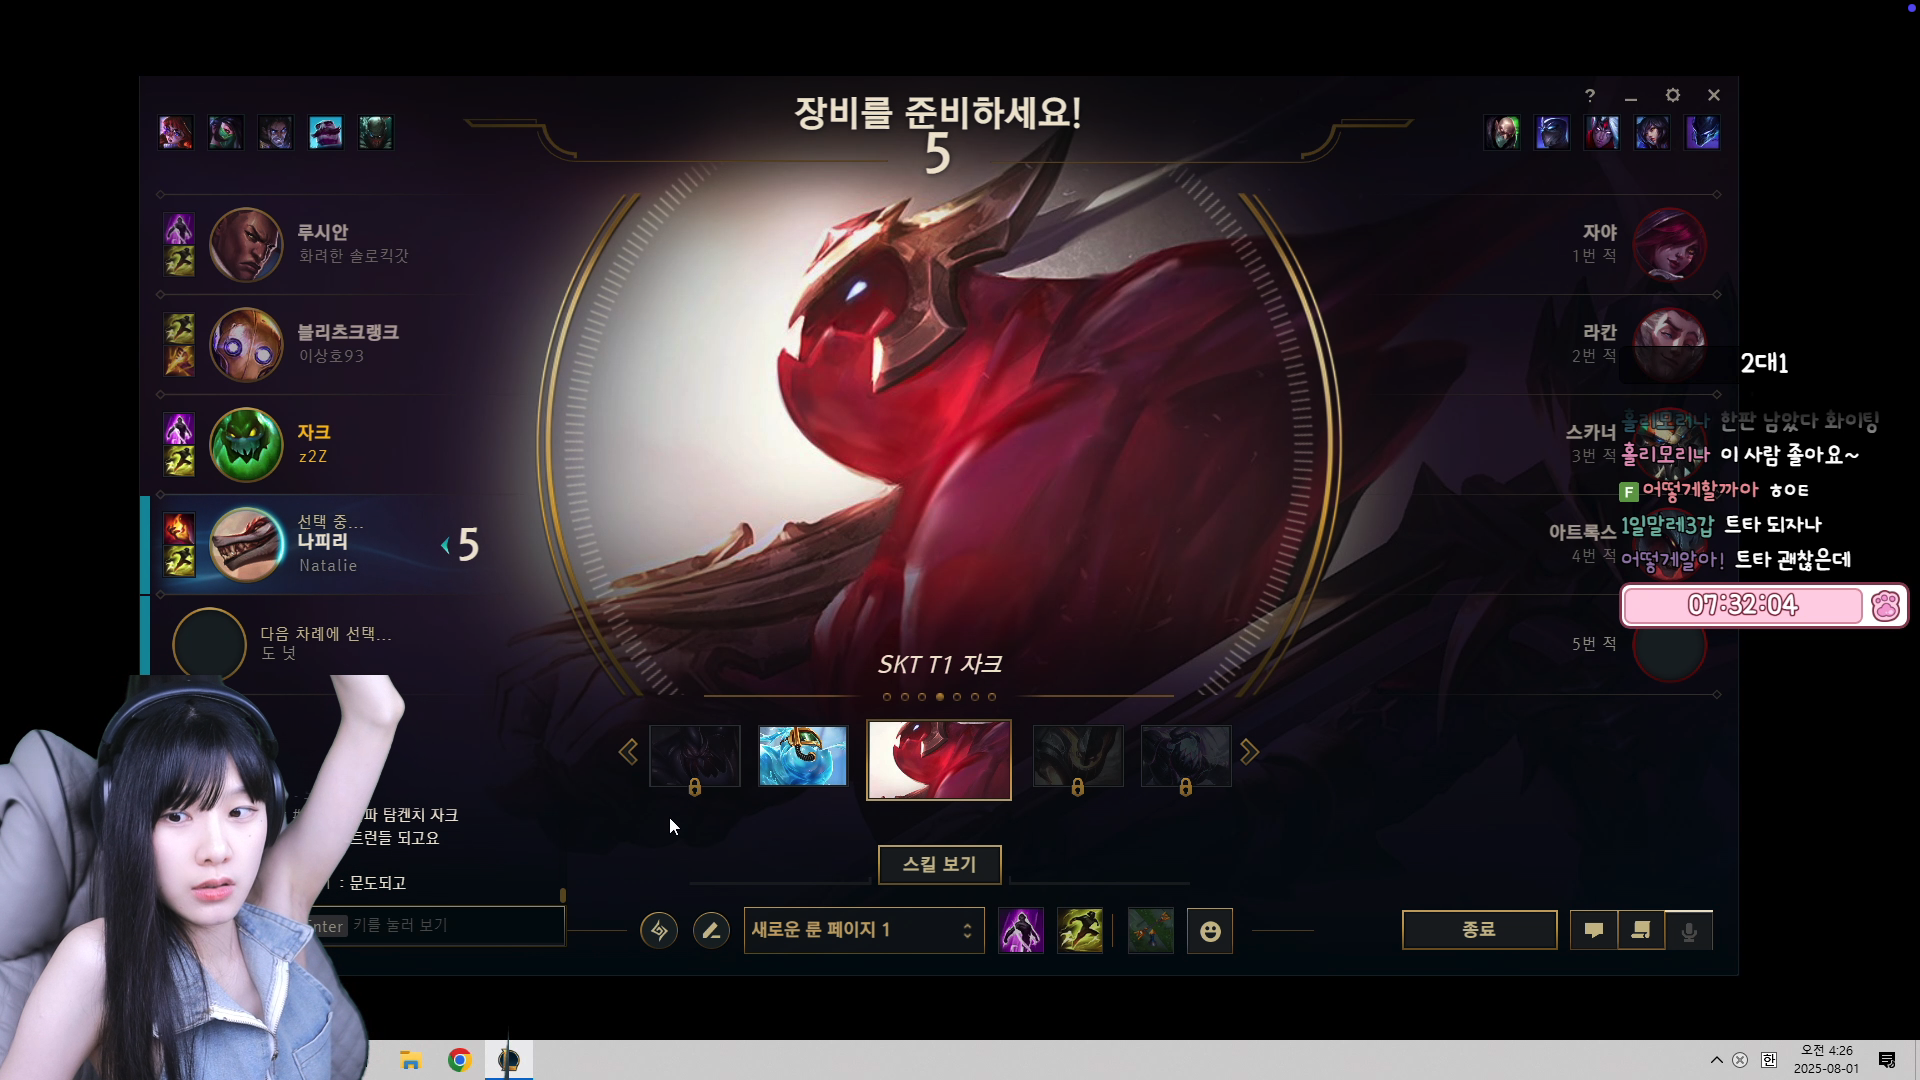 장비를 준비하세요!
5
?
루시안
화려한 솔로킥갓
블리츠크랭크
이상호93
자크
z2Z
선택 중...
나피리
Natalie
5
다음 차례에 선택...
도 넛
자야
1번 적
라칸
2번 적
스카너
3번 적
아트록스
4번 적
5번 적
2대1
홀리모리나 한판 남았다 화이팅
홀리모리나 이 사람 졸아요~
F 어떻게할까아 ㅎㅇㅌ
1일말레3갑 트타 되자나
어떻게알아! 트타 괜찮은데
07:32:04
SKT T1 자크
스킬 보기
파 탐켄치 자크
트런들 되고요
: 문도되고
nter 키를 눌러 보기
새로운 룬 페이지 1
종료
한
오전 4:26
2025-08-01